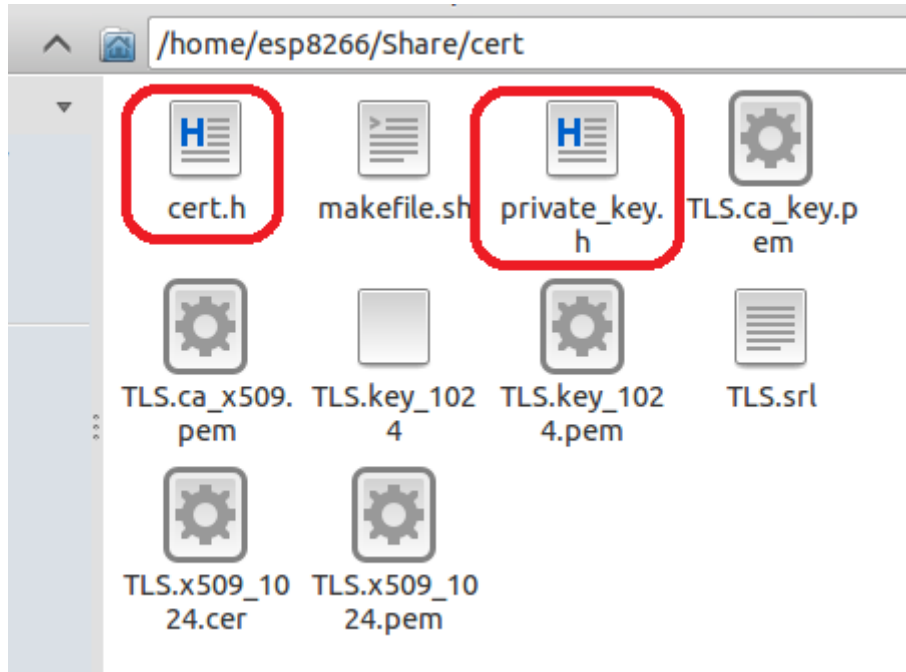 /home/esp8266/Share/cert
cert.h
makefile.sh
private_key.
h
TLS.ca_key.p
em
TLS.ca_x509.
pem
TLS.key_102
4
TLS.key_102
4.pem
TLS.srl
TLS.x509_10
24.cer
TLS.x509_10
24.pem